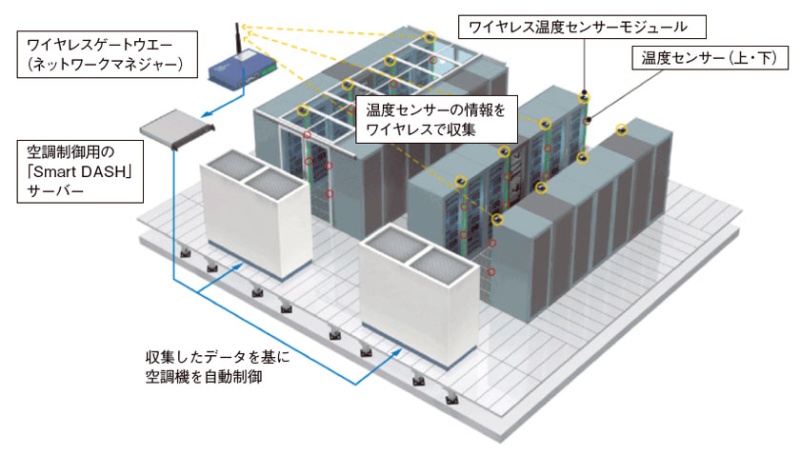 ワイヤレスゲートウエー
(ネットワークマネジャー)
ワイヤレス温度センサーモジュール
温度センサー(上・下)
温度センサーの情報を
ワイヤレスで収集
空調制御用の
「Smart DASH」
サーバー
収集したデータを基に
空調機を自動制御